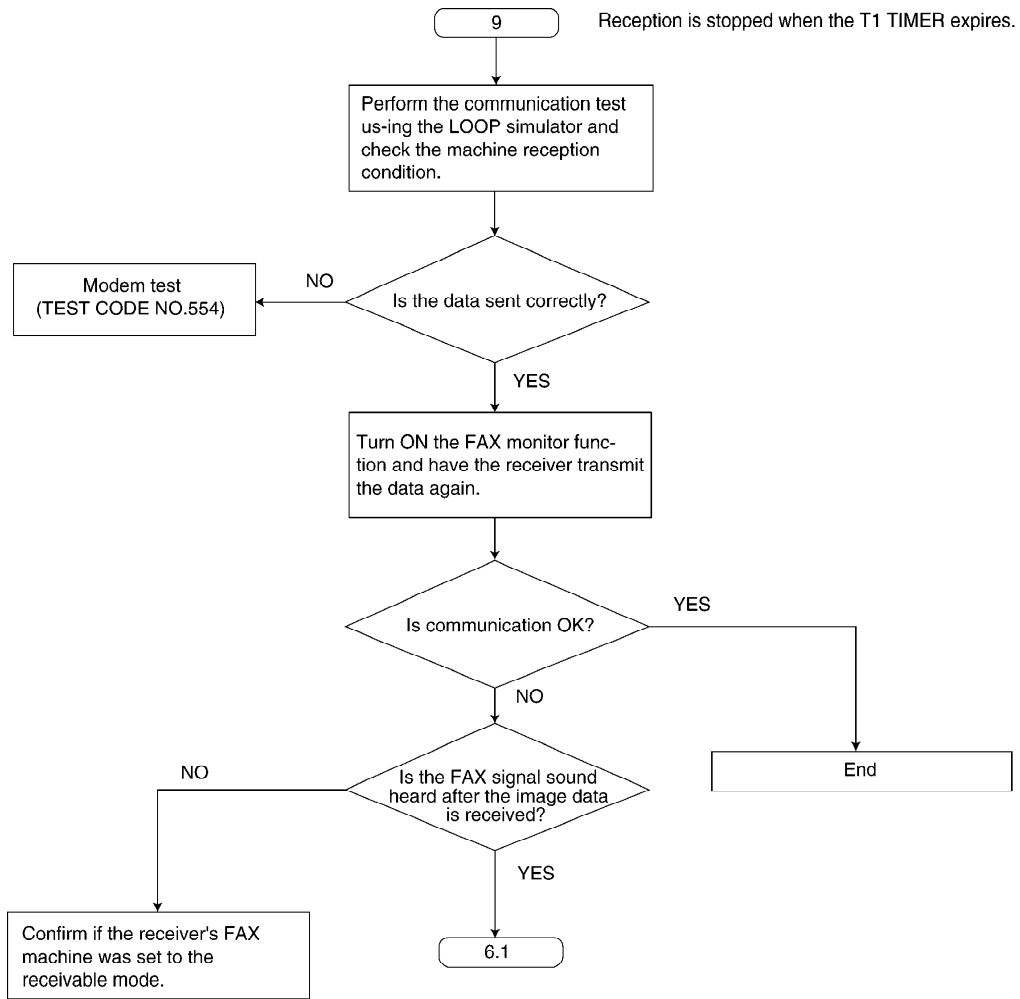 9
Reception is stopped when the T1 TIMER expires.
Perform the communication test
us-ing the LOOP simulator and
check the machine reception
condition.
Modem test
(TEST CODE NO.554)
NO
Is the data sent correctly?
YES
Turn ON the FAX monitor func-
tion and have the receiver transmit
the data again.
Is communication OK?
YES
NO
End
NO
Is the FAX signal sound
heard after the image data
is received?
YES
Confirm if the receiver's FAX
machine was set to the
receivable mode.
6.1